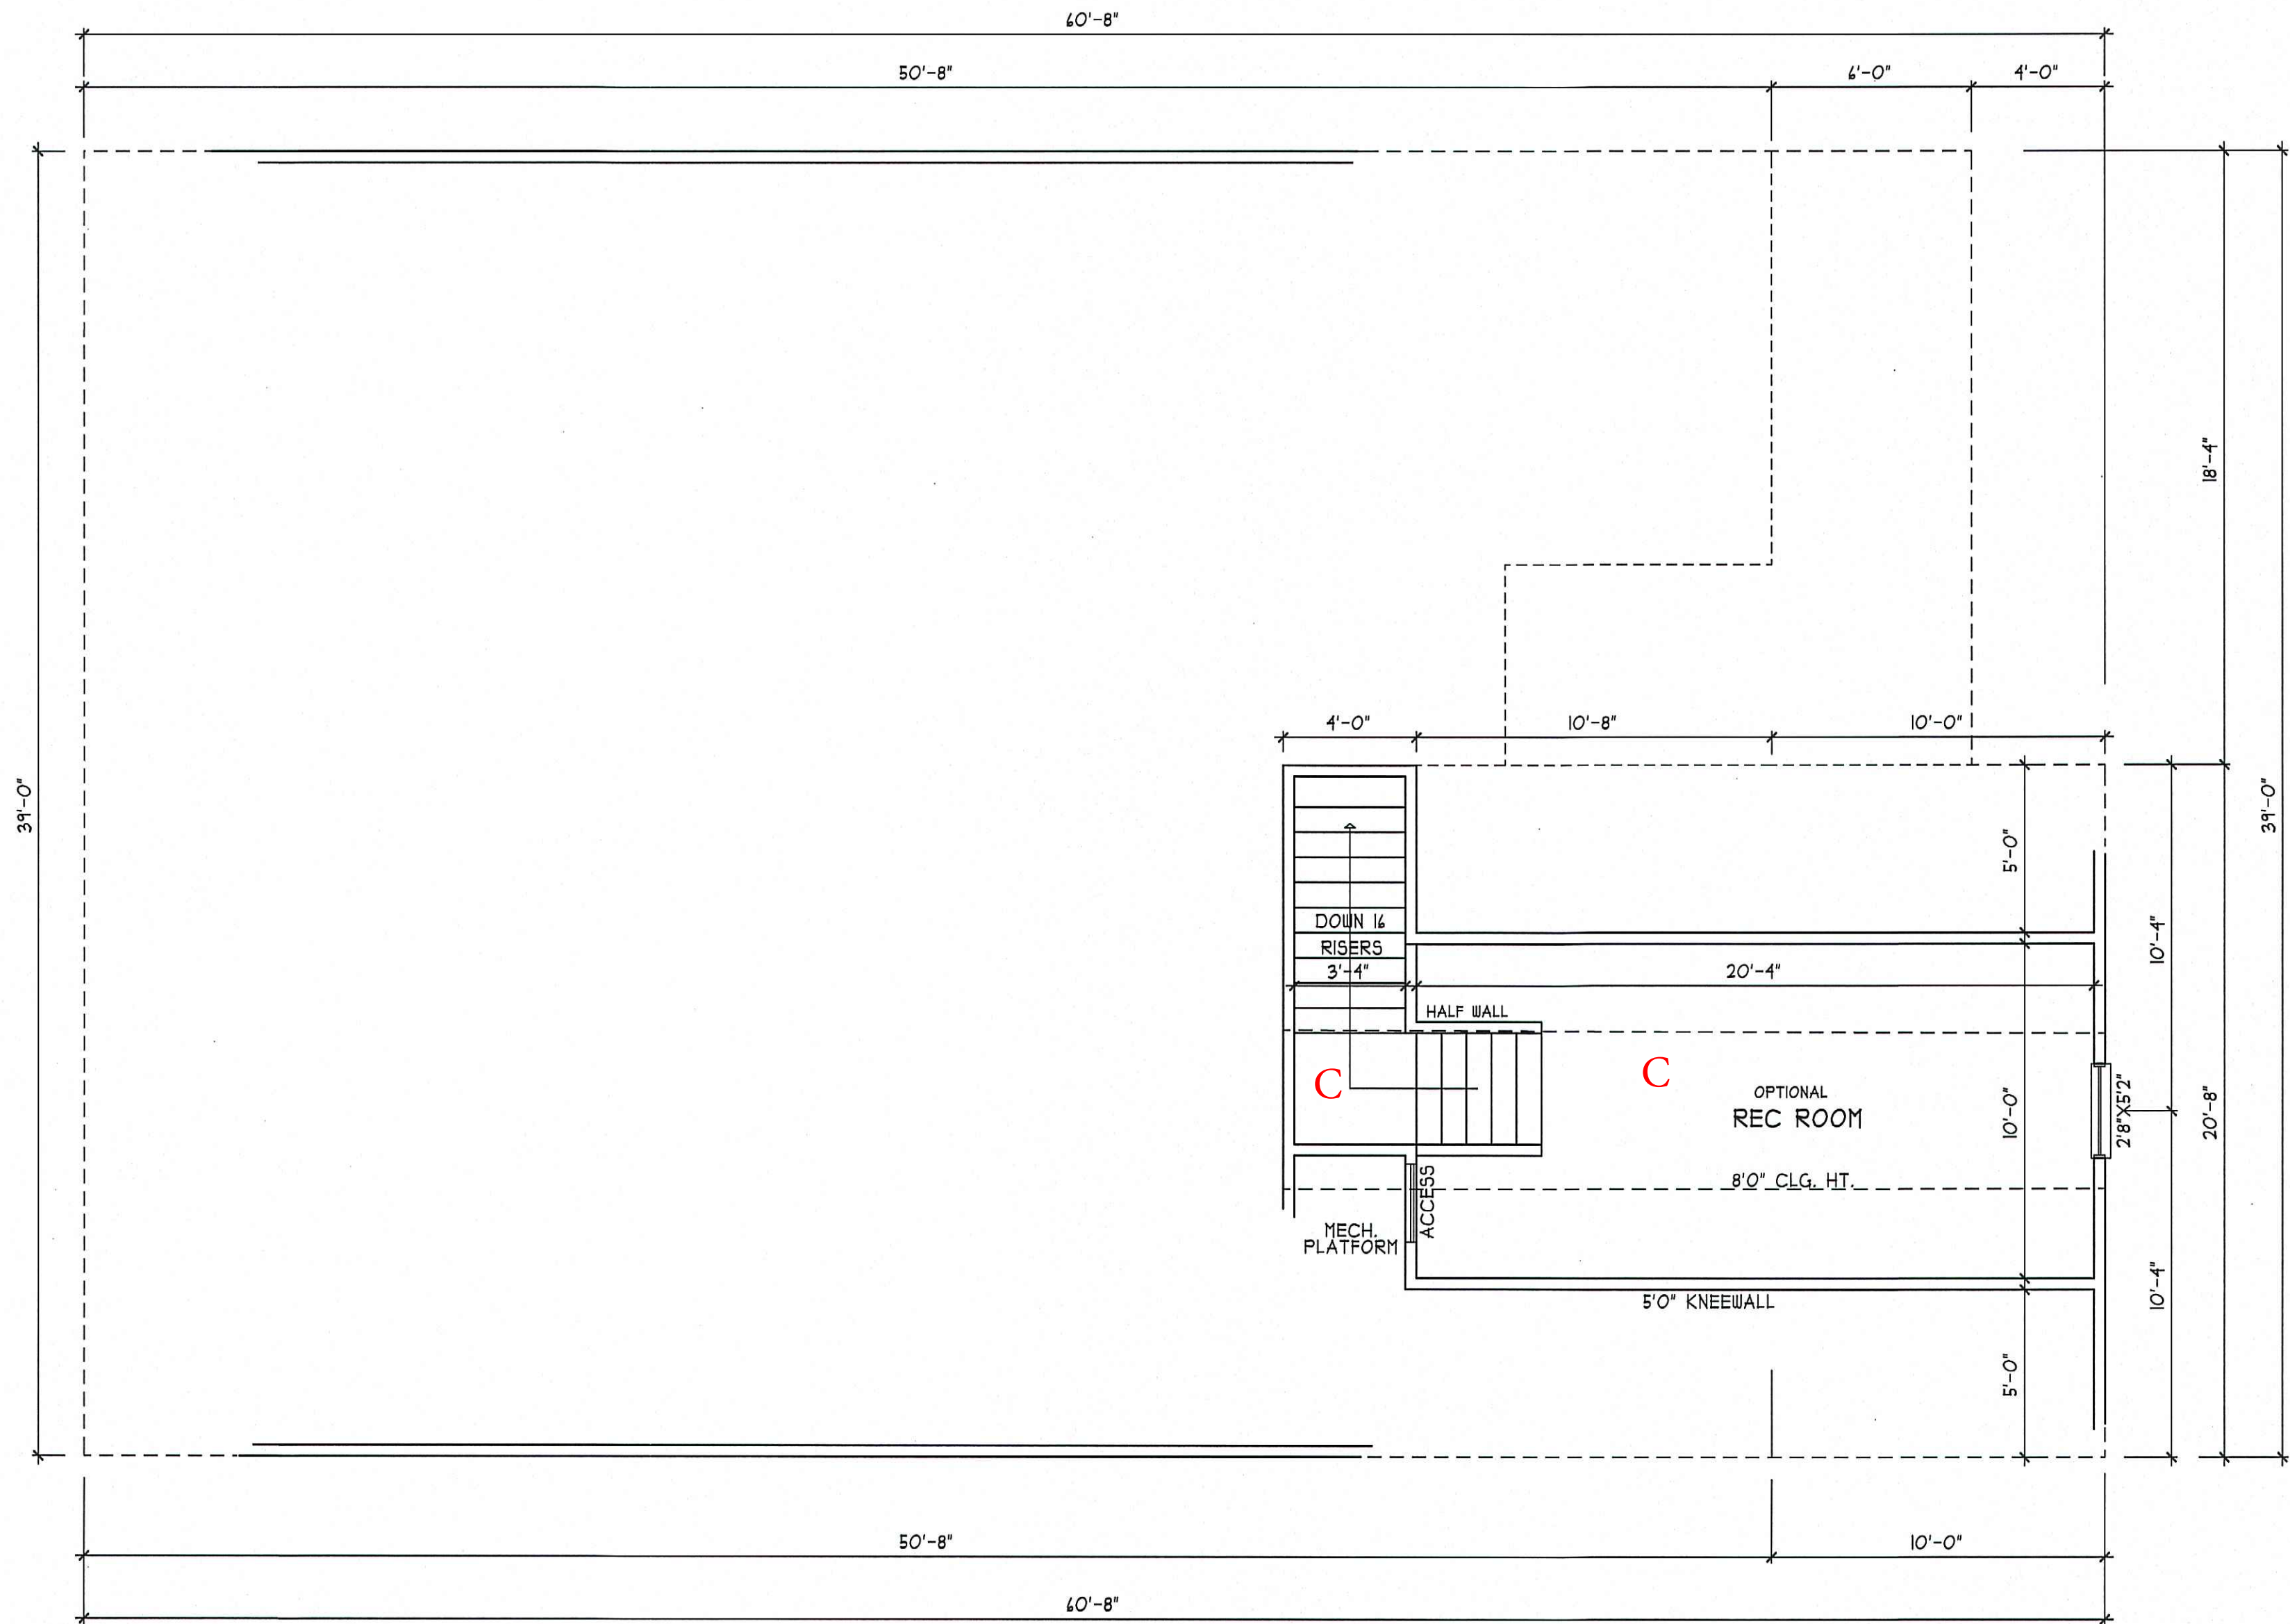 60'-8"
50'-8" 6'-0" 4'-0"
18'-4"
4'-0" 10'-8" 10'-0"
39'-0"
39'-0"
5'-0"
DOWN 16
RISERS
10'-4"
3'-4" 20'-4"
HALF WALL
C C
OPTIONAL
REC ROOM
10'-0"
2'8"X5'2"
20'-8"
8'0" CLG. HT.
ACCESS
MECH.
PLATFORM
10'-4"
5'0" KNEEWALL
5'-0"
50'-8" 10'-0"
60'-8"